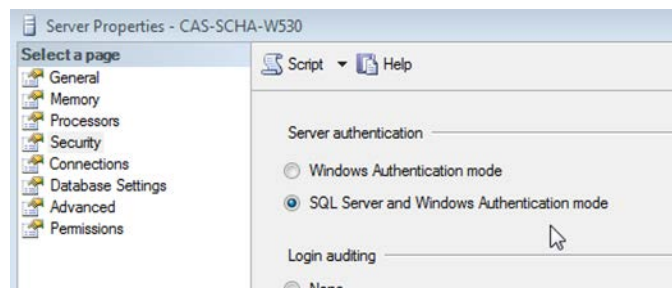 Server Properties - CAS-SCHA-W530
Select a page
General
Memory
Processors
Security
Connections
Database Settings
Advanced
Permissions
Script
Help
Server authentication
Windows Authentication mode
SQL Server and Windows Authentication mode
Login auditing
None